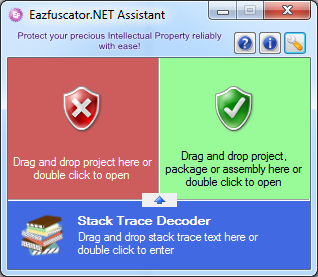 Eazfuscator.NET Assistant
Protect your precious Intellectual Property reliably
with ease!
Drag and drop project here or
double click to open
Drag and drop project,
package or assembly here or
double click to open
Stack Trace Decoder
Drag and drop stack trace text here or
double click to enter